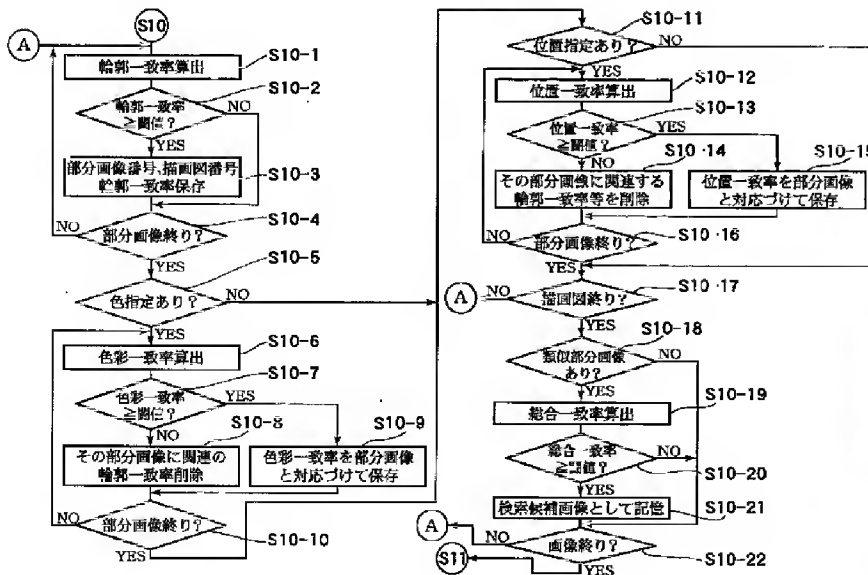 S10
A
S10-1
輪郭一致率算出
S10-2
輪郭一致率
≧閾値?
NO
YES
部分画像番号、描画図番号
輪郭一致率保存
S10-3
S10-4
NO
部分画像終り?
YES
S10-5
色指定あり?
NO
YES
S10-6
色彩一致率算出
S10-7
色彩一致率
≧閾値?
YES
NO
S10-8
S10-9
その部分画像に関連の
輪郭一致率削除
色彩一致率を部分画像
と対応づけて保存
NO
部分画像終り?
YES
S10-10
S10-11
位置指定あり?
NO
YES
S10-12
位置一致率算出
S10-13
位置一致率
≧閾値?
YES
NO
S10・14
S10-15
その部分画像に関連する
輪郭一致率等を削除
位置一致率を部分画像
と対応づけて保存
NO
部分画像終り?
S10・16
YES
A
NO
描画図終り?
S10・17
YES
S10-18
類似部分画像
あり?
NO
YES
S10-19
総合一致率算出
総合一致率
≧閾値?
NO
S10-20
YES
S10-21
検索候補画像として記憶
A
NO
画像終り?
S11
YES
S10-22